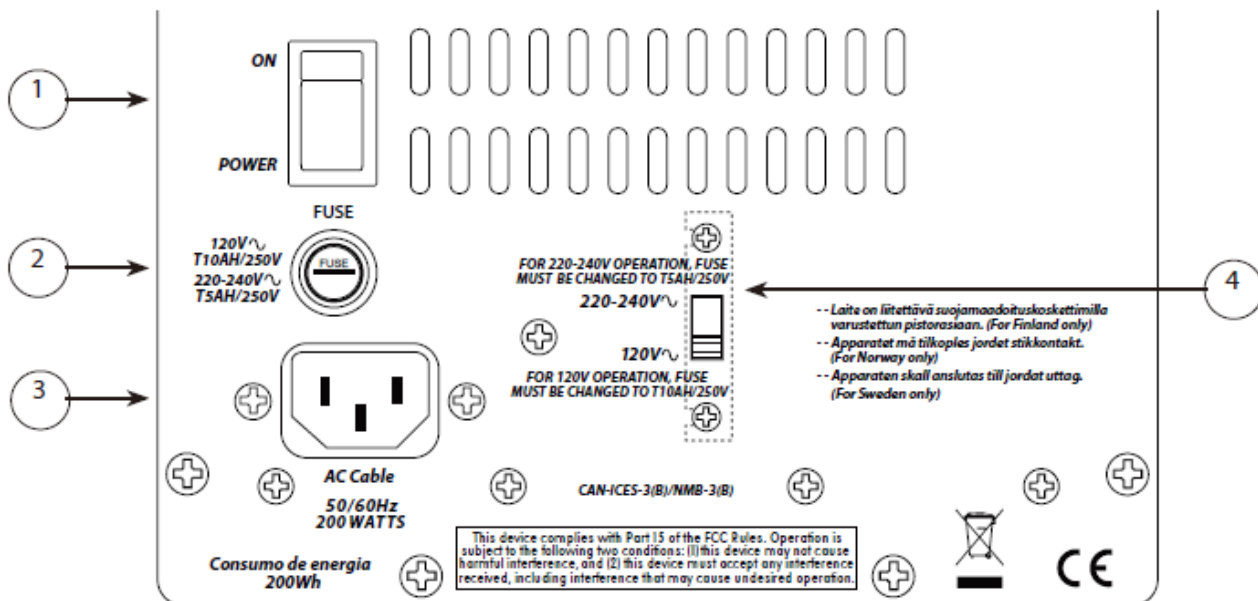 1
ON
POWER
FUSE
2
120V∿
T10AH/250V
220-240V∿
T5AH/250V
FUSE
FOR 220-240V OPERATION, FUSE
MUST BE CHANGED TO T5AH/250V
220-240V∿
120V∿
FOR 120V OPERATION, FUSE
MUST BE CHANGED TO T10AH/250V
4
- - Laite on liitettävä suojamaadoituskoskettimilla
varustettun pistorasiaan. (For Finland only)
- - Apparatet må tilkoples jordet stikkontakt.
(For Norway only)
- - Apparaten skall anslutas till jordat uttag.
(For Sweden only)
3
AC Cable
50/60Hz
200 WATTS
CAN-ICES-3(B)/NMB-3(B)
Consumo de energia
200Wh
This device complies with Part 15 of the FCC Rules. Operation is
subject to the following two conditions: (1) this device may not cause
harmful interference, and (2) this device must accept any interference
received, including interference that may cause undesired operation.
CE